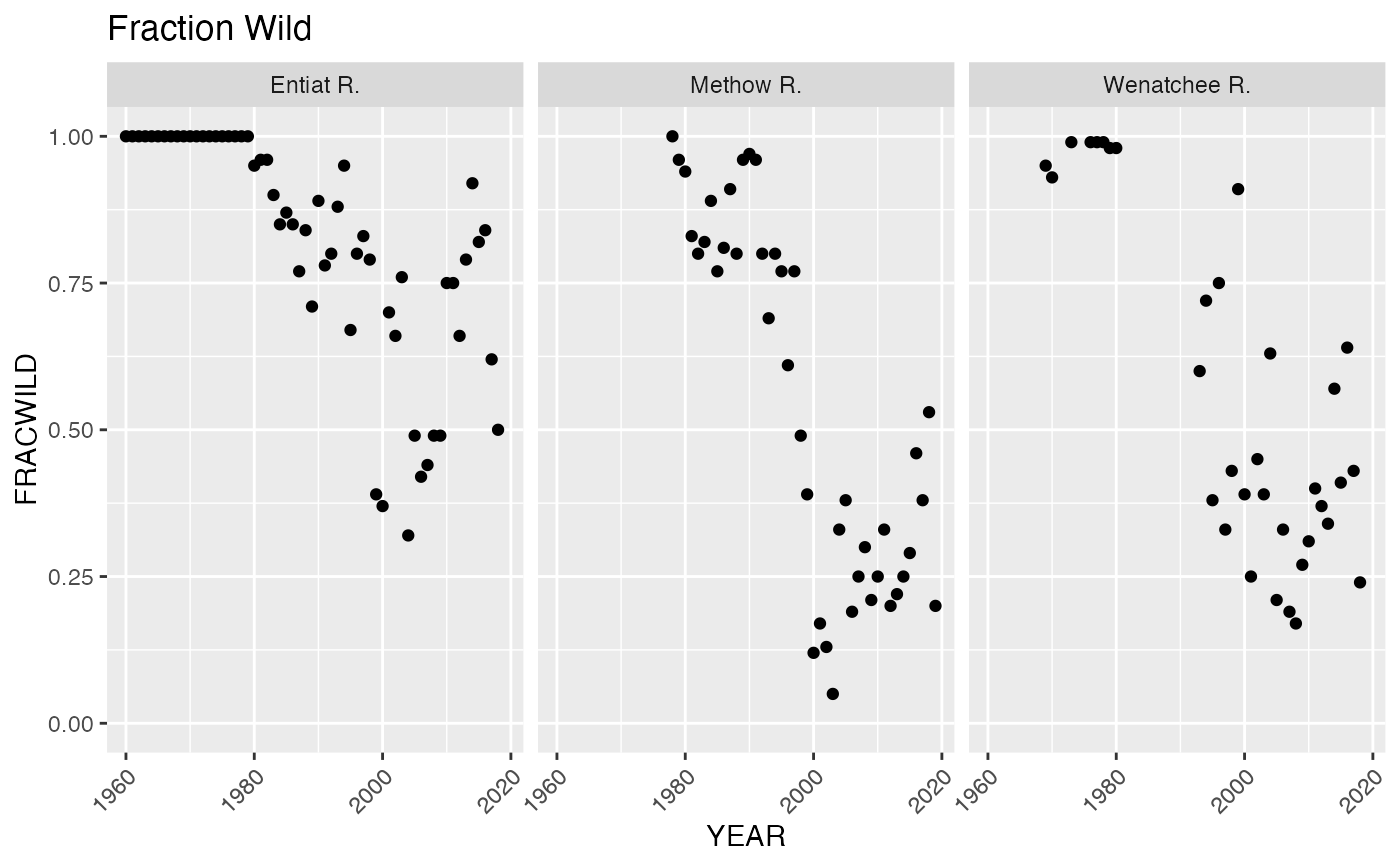 Fraction Wild
Entiat R.
Methow R.
Wenatchee R.
1.00
0.75
0.50
0.25
0.00
FRACWILD
1960 1980 2000 2020 1960 1980 2000 2020 1960 1980 2000 2020
YEAR